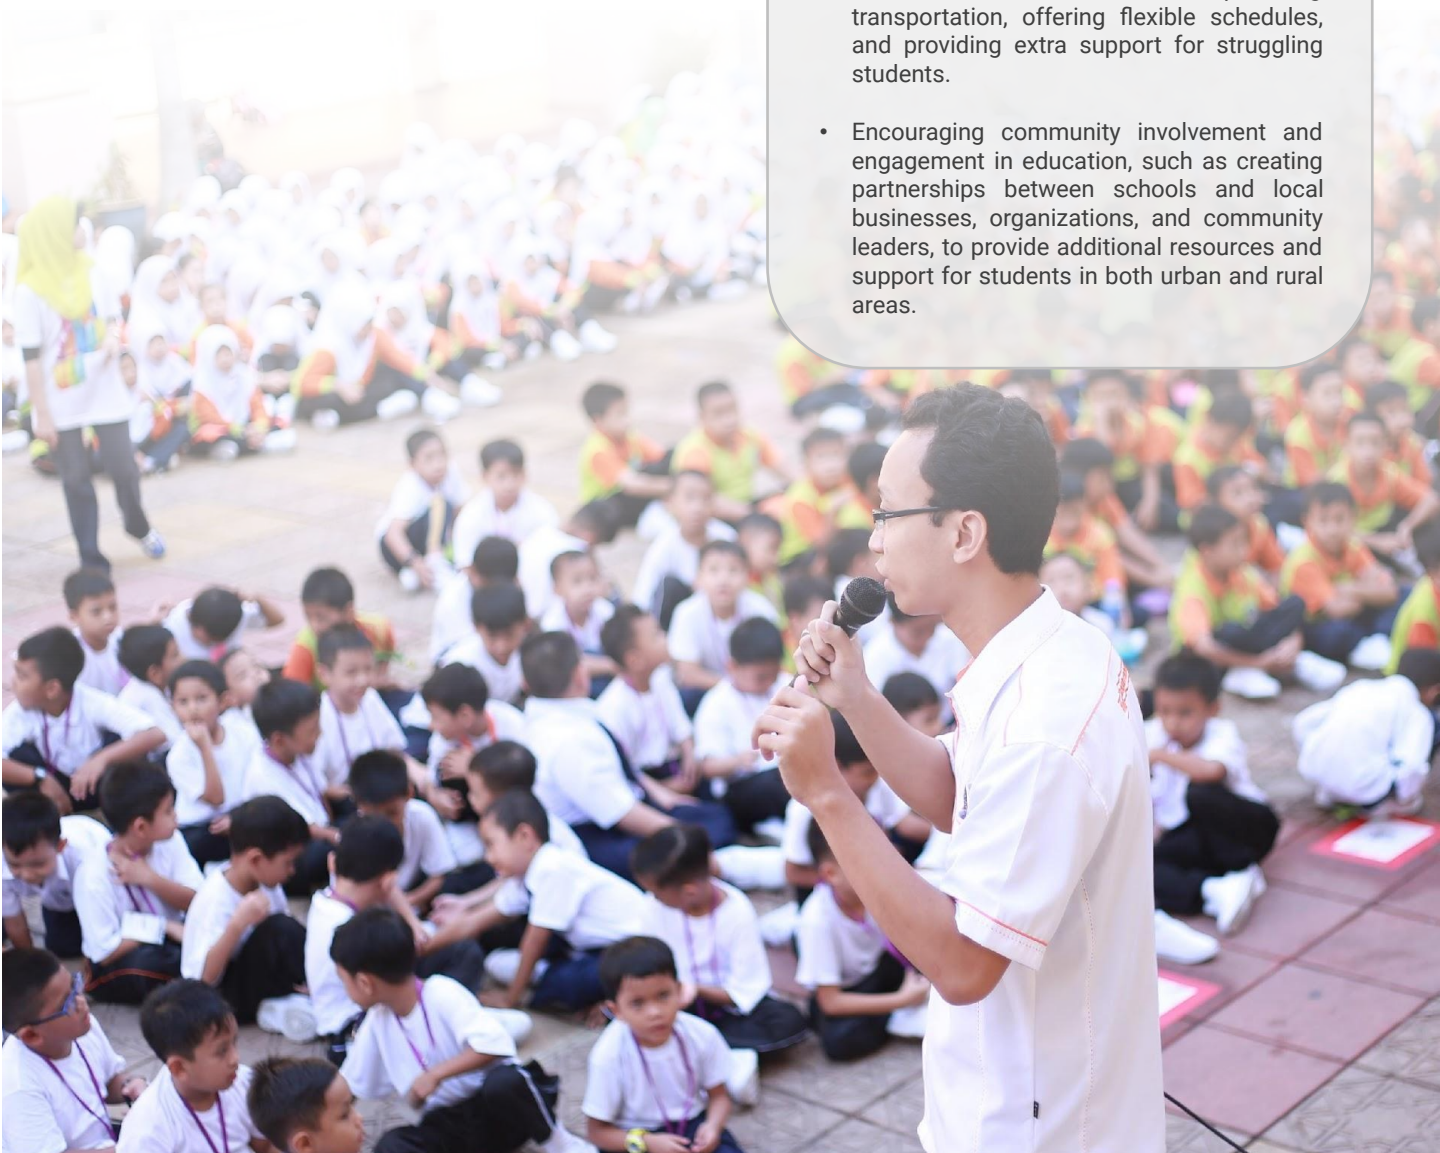 transportation, offering flexible schedules,
and providing extra support for struggling
students.
• Encouraging community involvement and
engagement in education, such as creating
partnerships between schools and local
businesses, organizations, and community
leaders, to provide additional resources and
support for students in both urban and rural
areas.